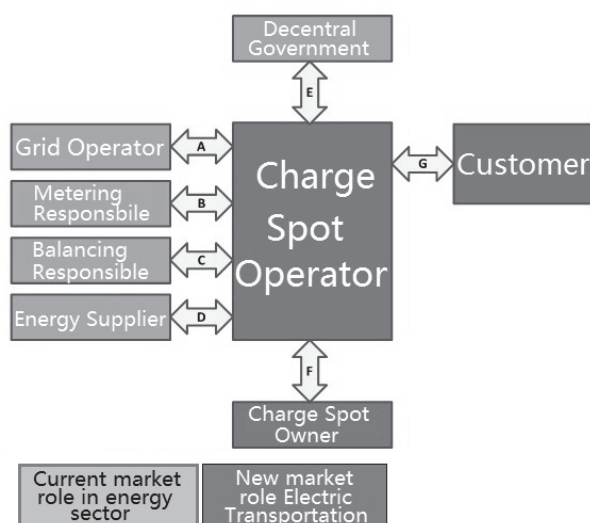 Decentral
Government
E
Grid Operator
A
Metering
Responsbile
B
Balancing
Responsible
C
Energy Supplier
D
Charge
Spot
Operator
G
Customer
F
Charge Spot
Owner
Current market
role in energy
sector
New market
role Electric
Transportation